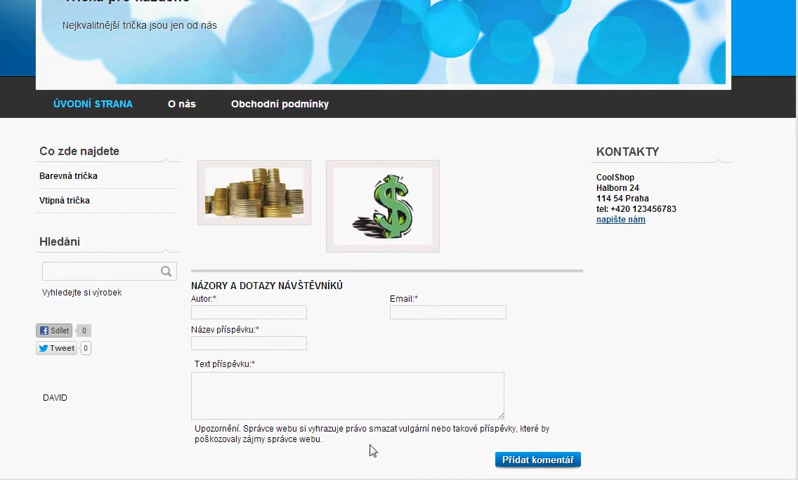 Trička pro každého
Nejkvalitnější trička jsou jen od nás
ÚVODNÍ STRANA
O nás
Obchodní podmínky
Co zde najdete
Barevná trička
Vtipná trička
Hledání
Vyhledejte si výrobek
Sdílet
0
Tweet
0
DAVID
NÁZORY A DOTAZY NÁVŠTĚVNÍKŮ
Autor:*
Email:*
Název příspěvku:*
Text příspěvku:*
Upozornění. Správce webu si vyhrazuje právo smazat vulgární nebo takové příspěvky, které by
poškozovaly zájmy správce webu.
Přidat komentář
KONTAKTY
CoolShop
Halborn 24
114 54 Praha
tel: +420 123456783
napište nám